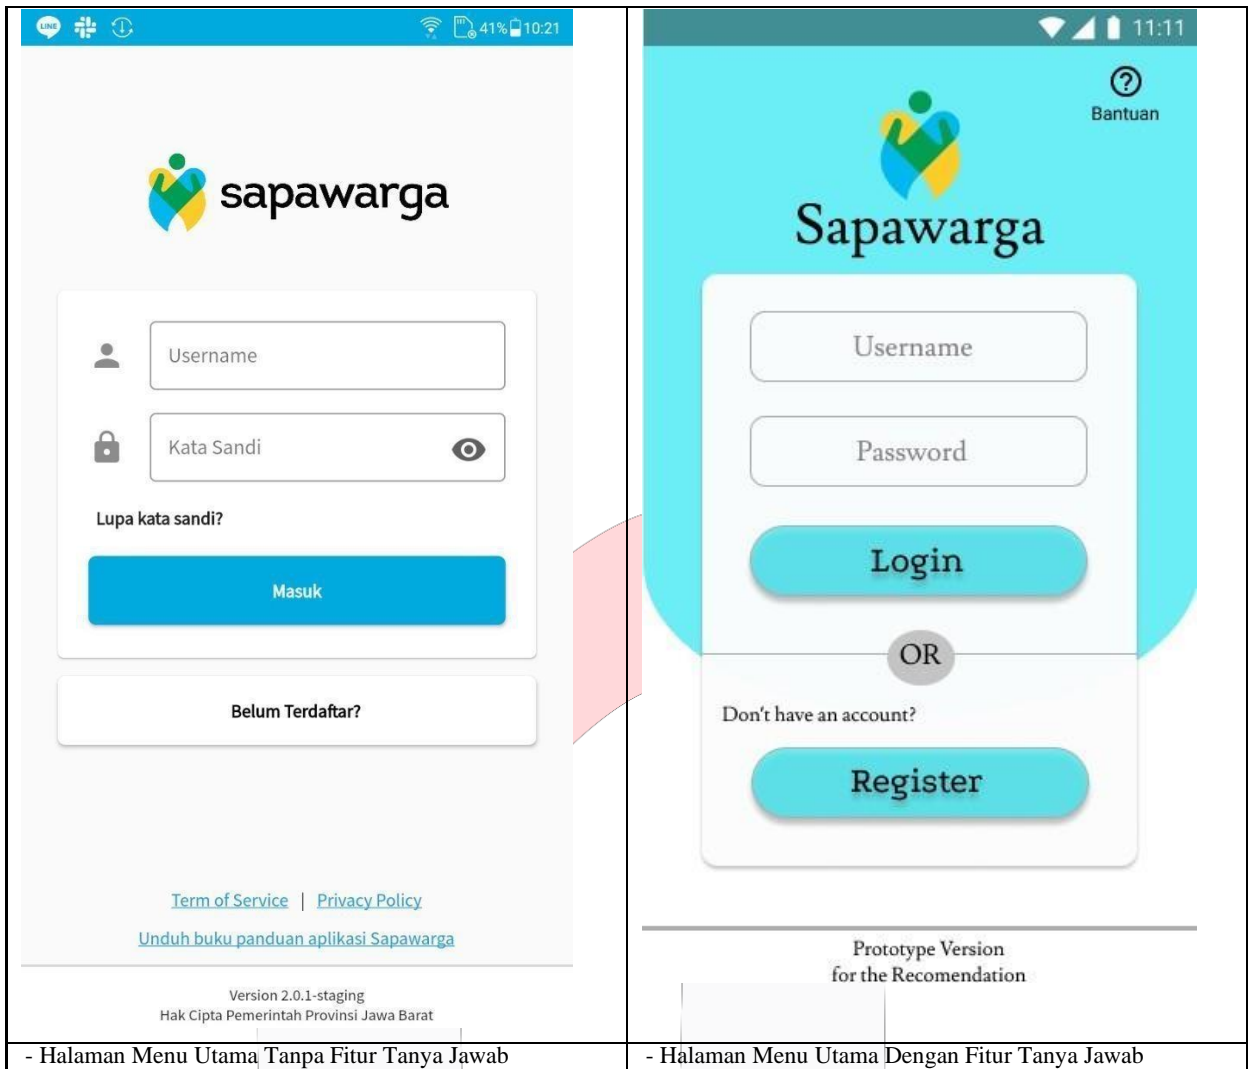 LINE
41% 10:21
sapawarga
Username
Kata Sandi
Lupa kata sandi?
Masuk
Belum Terdaftar?
Term of Service | Privacy Policy
Unduh buku panduan aplikasi Sapawarga
Version 2.0.1-staging
Hak Cipta Pemerintah Provinsi Jawa Barat
- Halaman Menu Utama Tanpa Fitur Tanya Jawab
11:11
Bantuan
Sapawarga
Username
Password
Login
OR
Don't have an account?
Register
Prototype Version
for the Recomendation
- Halaman Menu Utama Dengan Fitur Tanya Jawab